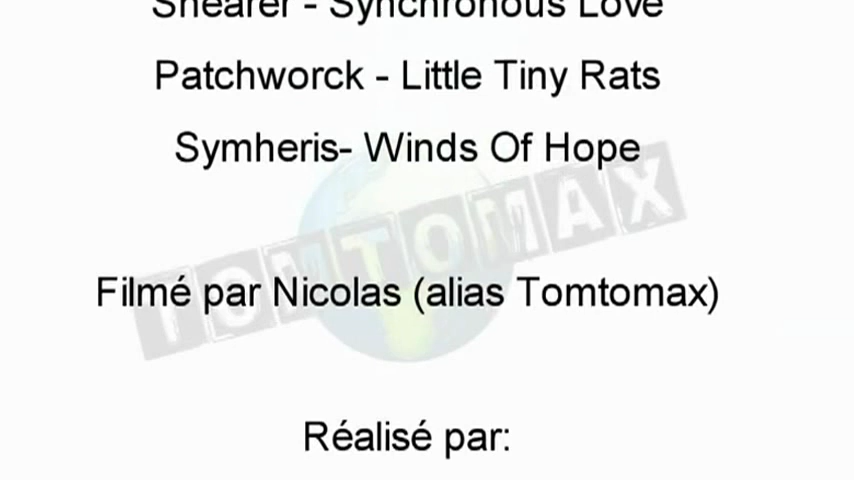 Shearer - Synchronous Love
Patchworck - Little Tiny Rats
Symheris- Winds Of Hope
TOMTOMAX
Filmé par Nicolas (alias Tomtomax)
Réalisé par: